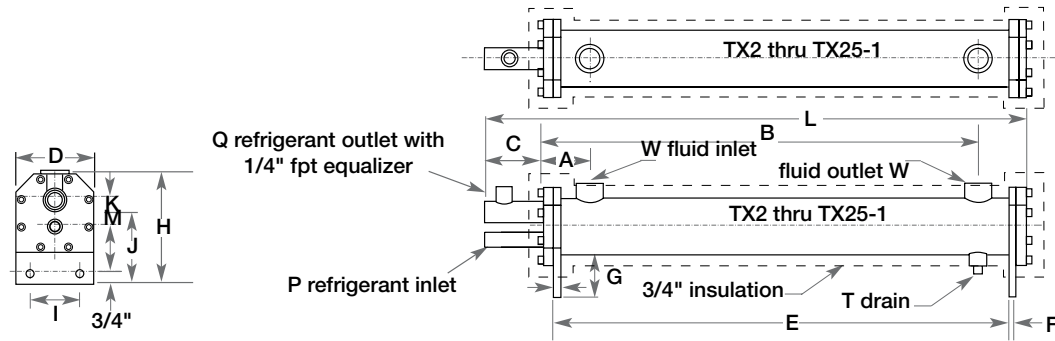 TX2 thru TX25-1
L
B
Q refrigerant outlet with
1/4" fpt equalizer
C
A
W fluid inlet
fluid outlet W
D
K
M
J
H
I
3/4"
TX2 thru TX25-1
P refrigerant inlet
G
3/4" insulation
T drain
E
F